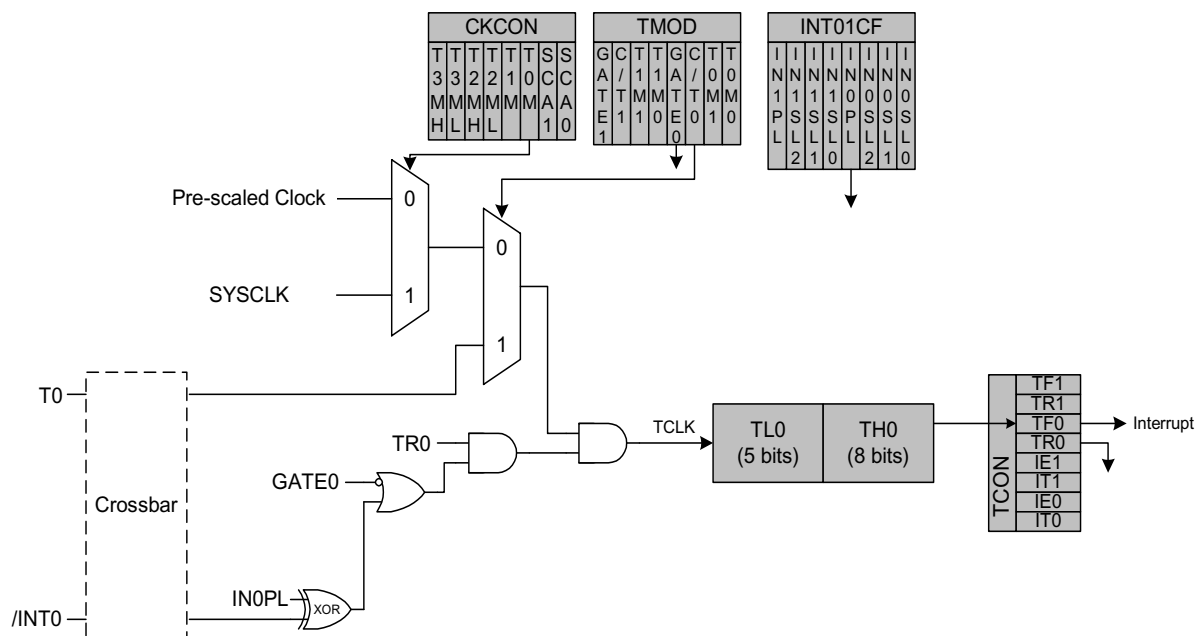 CKCON
T3MH T3ML T2MH T2ML T1M T0M SCA1 SCA0
TMOD
GATE1 C/T1 T1M1 T1M0 GATE0 C/T0 T0M1 T0M0
INT01CF
IN1PL IN1SL2 IN1SL1 IN1SL0 IN0PL IN0SL2 IN0SL1 IN0SL0
Pre-scaled Clock
0
SYSCLK
1
0
1
T0
Crossbar
/INT0
TR0
GATE0
IN0PL
XOR
TCLK
TL0
(5 bits)
TH0
(8 bits)
TCON
TF1
TR1
TF0
TR0
IE1
IT1
IE0
IT0
Interrupt